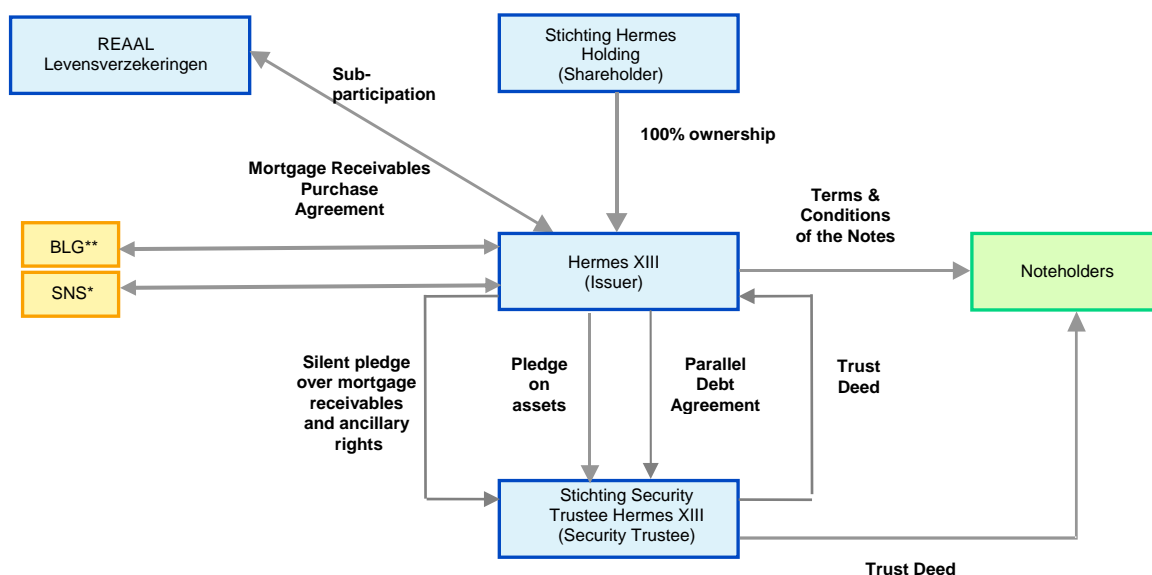 REAAL
Levensverzekeringen
Stichting Hermes
Holding
(Shareholder)
Sub-
participation
100% ownership
Mortgage Receivables
Purchase
Agreement
Terms &
Conditions
of the Notes
BLG**
SNS*
Hermes XIII
(Issuer)
Noteholders
Silent pledge
over mortgage
receivables
and ancillary
rights
Pledge
on
assets
Parallel
Debt
Agreement
Trust
Deed
Stichting Security
Trustee Hermes XIII
(Security Trustee)
Trust Deed